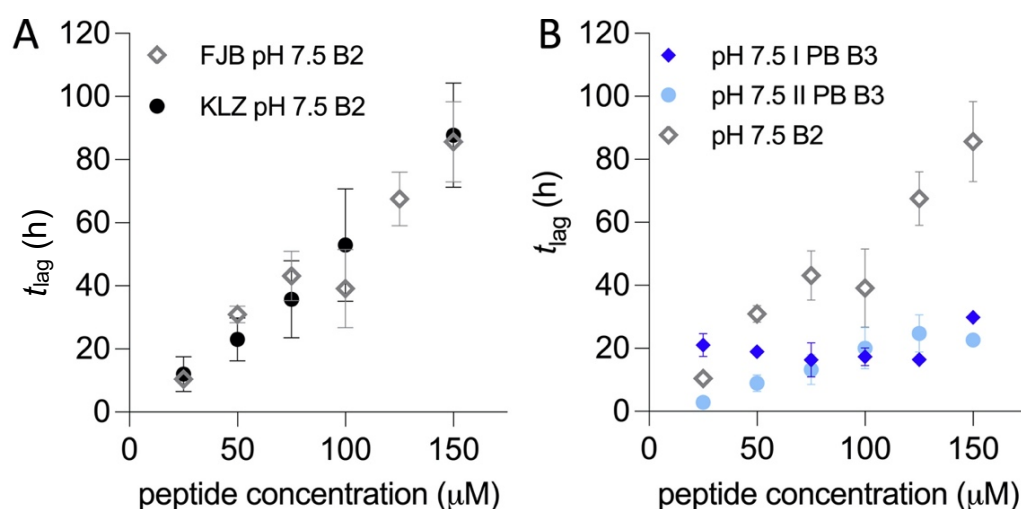 A
FJB pH 7.5 B2
KLZ pH 7.5 B2
120
100
80
60
40
20
0
tlag (h)
0
50
100
150
peptide concentration (μM)
B
pH 7.5 I PB B3
pH 7.5 II PB B3
pH 7.5 B2
120
100
80
60
40
20
0
tlag (h)
0
50
100
150
peptide concentration (μM)